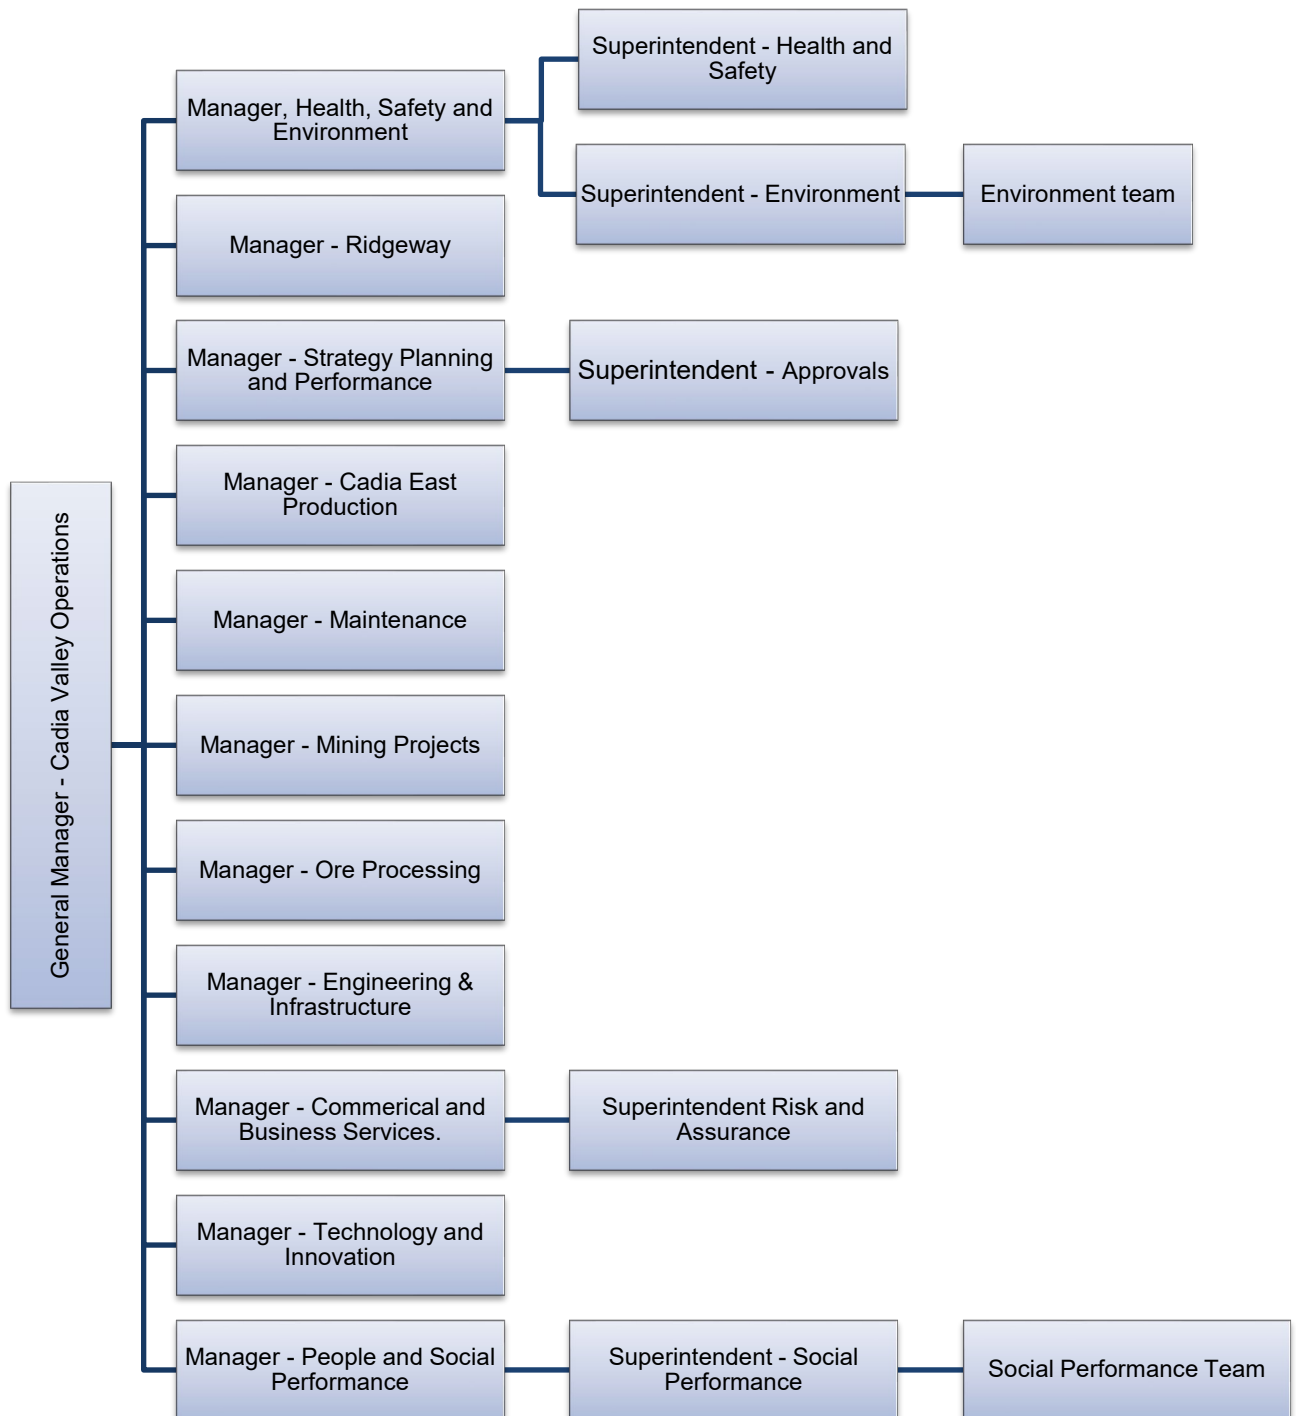 General Manager - Cadia Valley Operations
Manager, Health, Safety and
Environment
Superintendent - Health and
Safety
Superintendent - Environment
Environment team
Manager - Ridgeway
Manager - Strategy Planning
and Performance
Superintendent - Approvals
Manager - Cadia East
Production
Manager - Maintenance
Manager - Mining Projects
Manager - Ore Processing
Manager - Engineering &
Infrastructure
Manager - Commerical and
Business Services.
Superintendent Risk and
Assurance
Manager - Technology and
Innovation
Manager - People and Social
Performance
Superintendent - Social
Performance
Social Performance Team